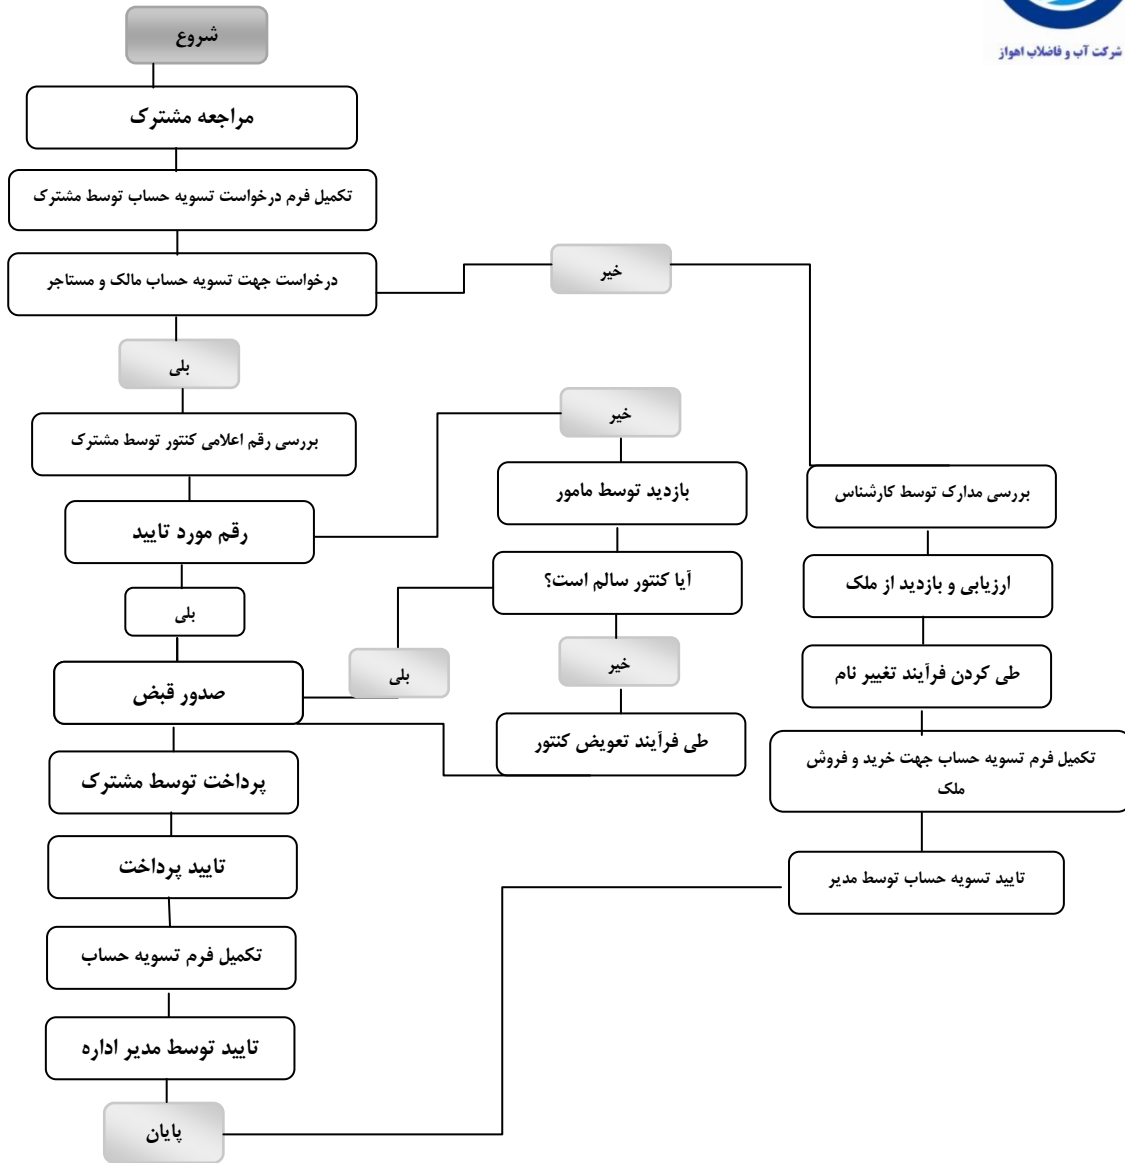 شرکت آب و فاضلاب اهواز
شروع
مراجعه مشترک
تکمیل فرم درخواست تسویه حساب توسط مشترک
درخواست جهت تسویه حساب مالک و مستاجر
خیر
بلی
بررسی رقم اعلامی کنتور توسط مشترک
رقم مورد تایید
بلی
خیر
بازدید توسط مامور
آیا کنتور سالم است؟
بلی
خیر
طی فرآیند تعویض کنتور
صدور قبض
پرداخت توسط مشترک
تایید پرداخت
تکمیل فرم تسویه حساب
تایید توسط مدیر اداره
بررسی مدارک توسط کارشناس
ارزیابی و بازدید از ملک
طی کردن فرآیند تغییر نام
تکمیل فرم تسویه حساب جهت خرید و فروش
ملک
تایید تسویه حساب توسط مدیر
پایان